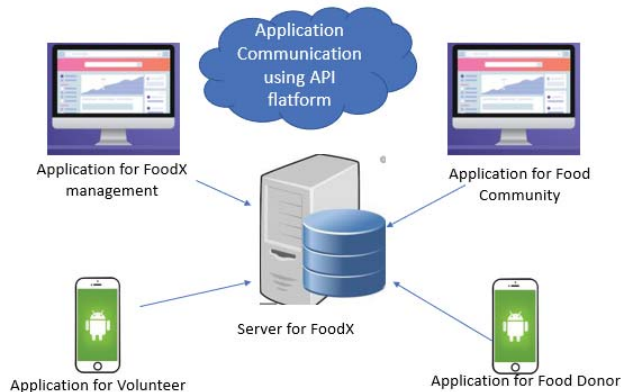 Application
Communication
using API
flatform
Application for FoodX
management
Application for Food
Community
Server for FoodX
Application for Volunteer
Application for Food Donor